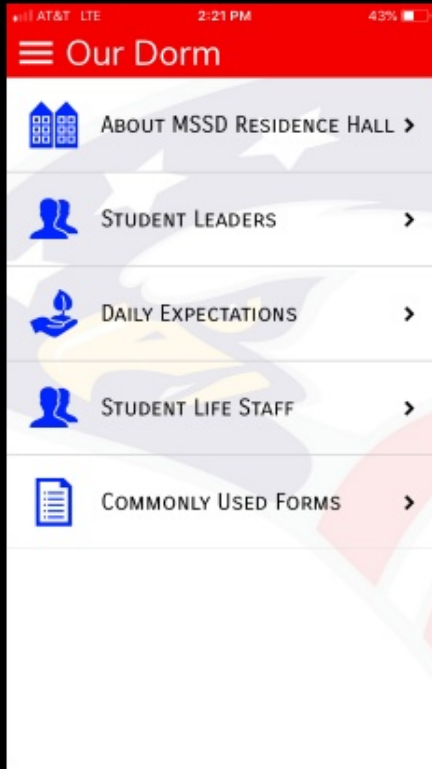 AT&T LTE 2:21 PM 43%
Our Dorm
ABOUT MSSD RESIDENCE HALL >
STUDENT LEADERS >
DAILY EXPECTATIONS >
STUDENT LIFE STAFF >
COMMONLY USED FORMS >